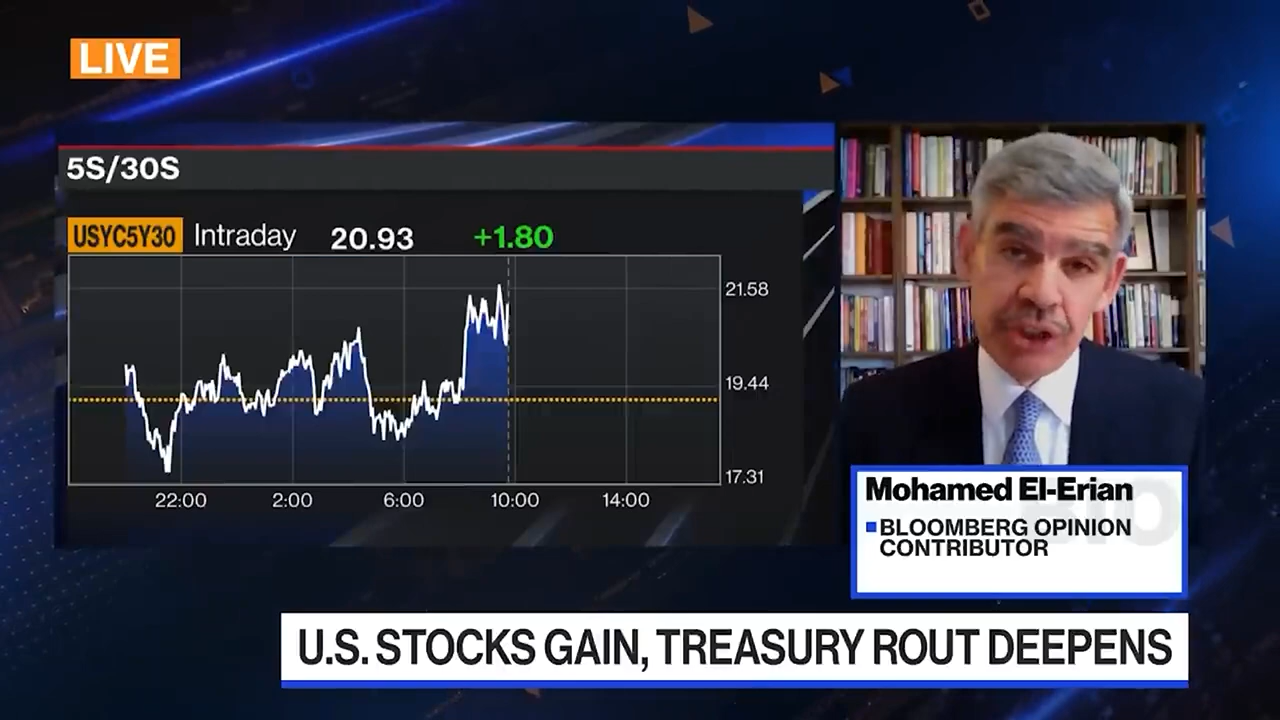 LIVE
5S/30S
USYC5Y30 Intraday 20.93 +1.80
21.58
19.44
17.31
22:00 2:00 6:00 10:00 14:00
Mohamed El-Erian
BLOOMBERG OPINION
CONTRIBUTOR
BIO
U.S. STOCKS GAIN, TREASURY ROUT DEEPENS